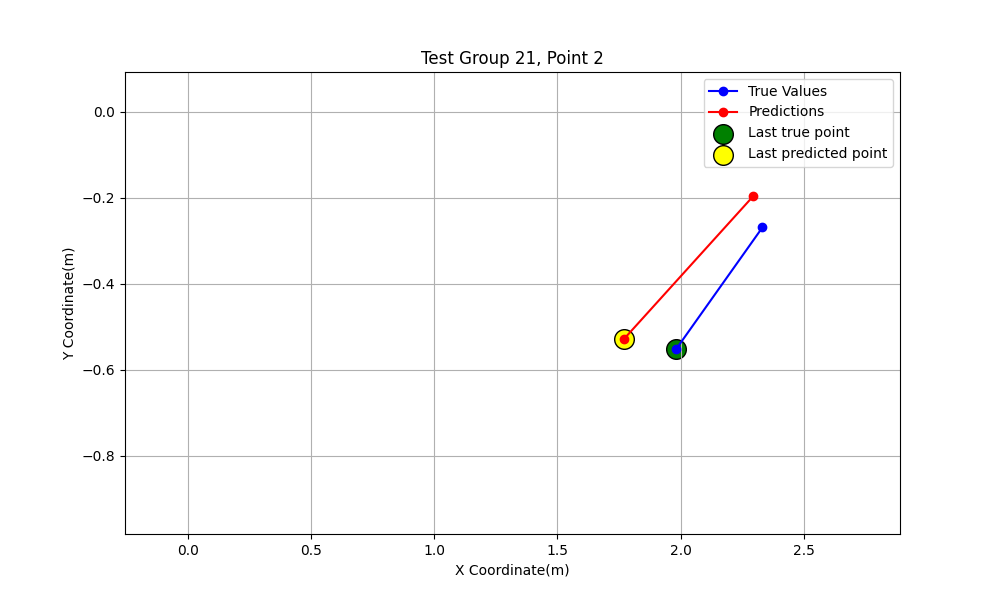 Test Group 21, Point 2
True Values
Predictions
Last true point
Last predicted point
0.0
−0.2
−0.4
−0.6
−0.8
Y Coordinate(m)
0.0 0.5 1.0 1.5 2.0 2.5
X Coordinate(m)